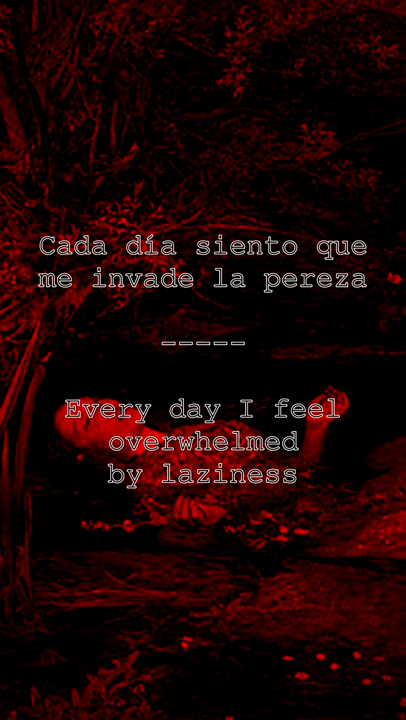 Cada día siento que
me invade la pereza
-----
Every day I feel
overwhelmed
by laziness